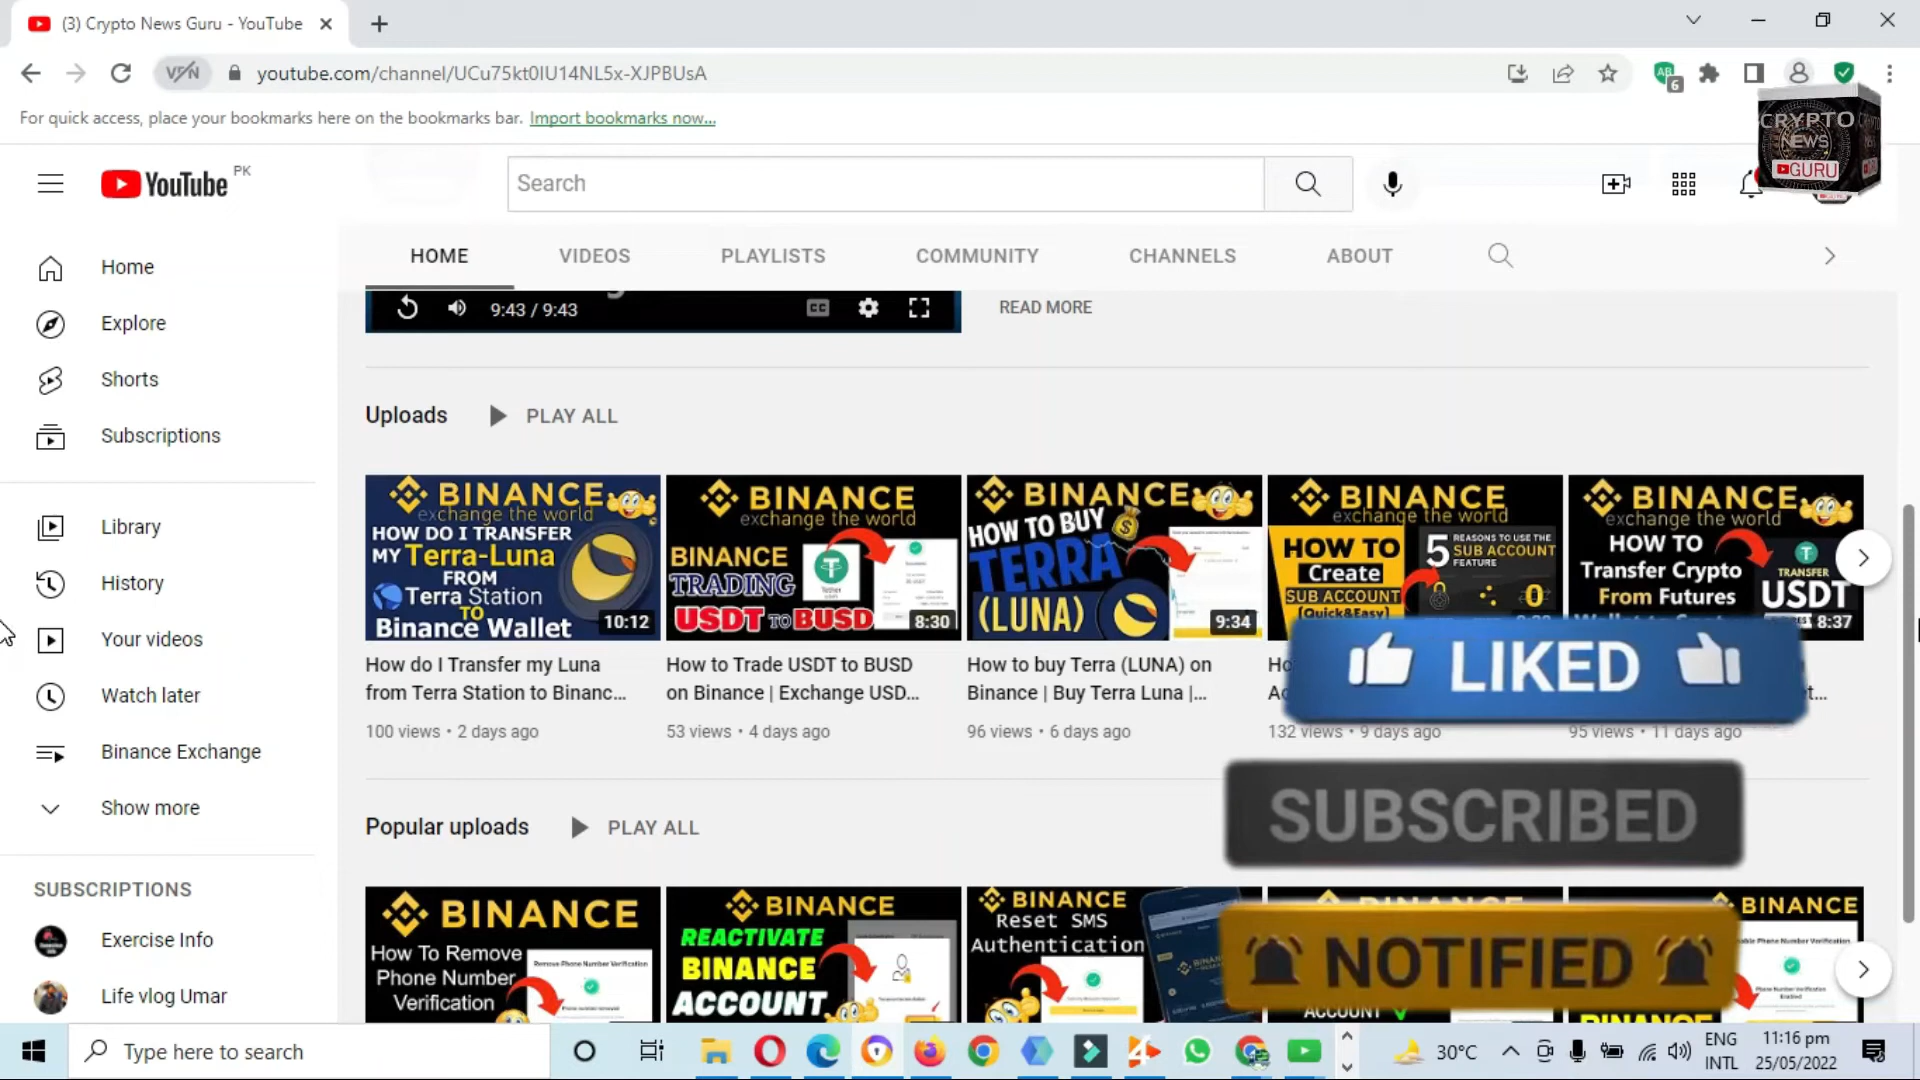 (3) Crypto News Guru - YouTube
VPN
youtube.com/channel/UCu75kt0IU14NL5x-XJPBUsA
6
For quick access, place your bookmarks here on the bookmarks bar. Import bookmarks now...
CRYPTO
NEWS
GURU
YouTube PK
Search
HOME VIDEOS PLAYLISTS COMMUNITY CHANNELS ABOUT
Home
Explore
Shorts
Subscriptions
Library
History
Your videos
Watch later
Binance Exchange
Show more
SUBSCRIPTIONS
Exercise Info
Life vlog Umar
9:43 / 9:43
CC
READ MORE
Uploads PLAY ALL
BINANCE
exchange the world
HOW DO I TRANSFER
MY Terra-Luna
FROM
Terra Station
TO
Binance Wallet
10:12
How do I Transfer my Luna
from Terra Station to Binanc...
100 views • 2 days ago
BINANCE
exchange the world
BINANCE
TRADING
USDT TO BUSD
8:30
How to Trade USDT to BUSD
on Binance | Exchange USD...
53 views • 4 days ago
BINANCE
HOW TO BUY
TERRA
(LUNA)
9:34
How to buy Terra (LUNA) on
Binance | Buy Terra Luna |...
96 views • 6 days ago
BINANCE
exchange the world
HOW TO
Create
SUB ACCOUNT
(Quick&Easy)
5 REASONS TO USE THE
SUB ACCOUNT
FEATURE
132 views • 9 days ago
BINANCE
exchange the world
HOW TO
Transfer Crypto
From Futures
TRANSFER
USDT
8:37
95 views • 11 days ago
LIKED
SUBSCRIBED
NOTIFIED
Popular uploads PLAY ALL
BINANCE
How To Remove
Phone Number
Verification
Remove Phone Number Verification
BINANCE
REACTIVATE
BINANCE
ACCOUNT
BINANCE
Reset SMS
Authentication
ACCOUNT
BINANCE
Type here to search
30°C
ENG
INTL
11:16 pm
25/05/2022